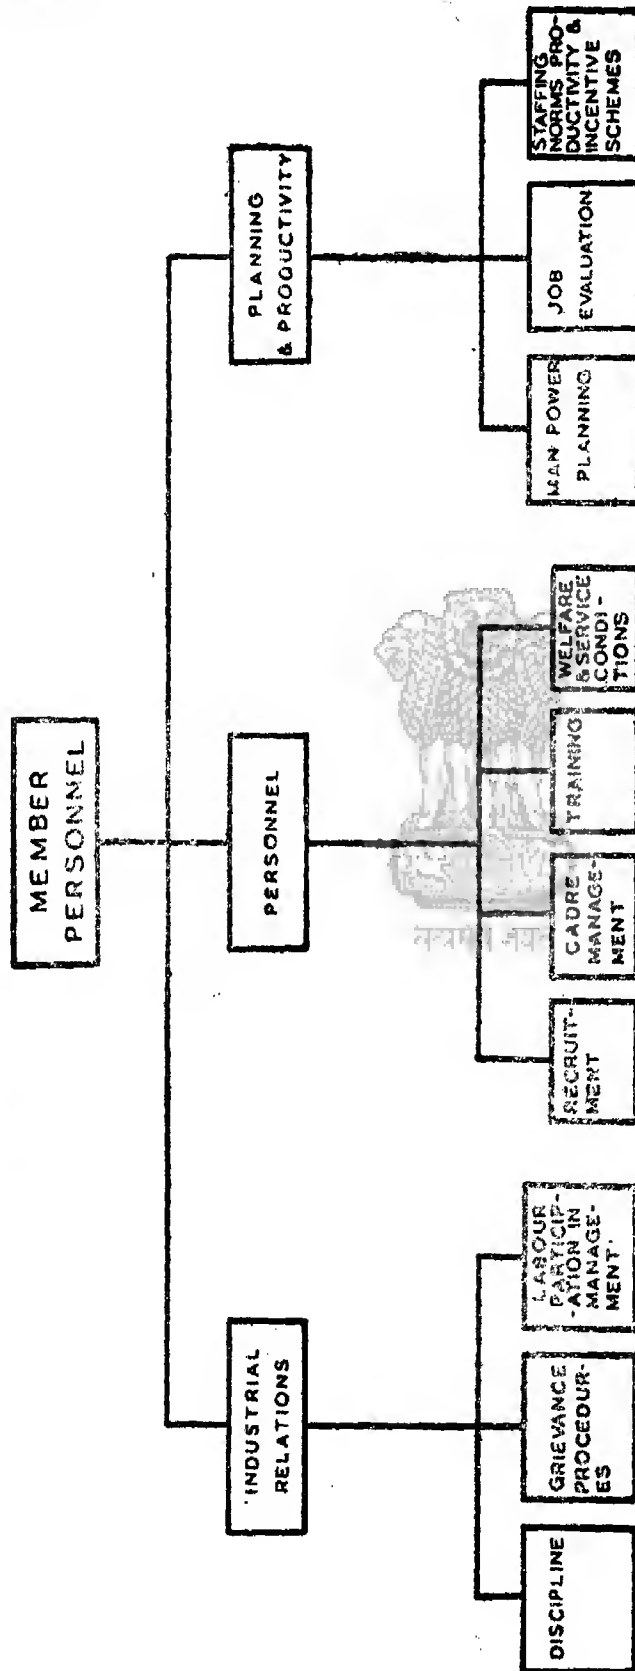 MEMBER
PERSONNEL
'INDUSTRIAL
RELATIONS
PERSONNEL
PLANNING
& PRODUCTIVITY
DISCIPLINE
GRIEVANCE
PROCEDUR-
ES
LABOUR
PARTICIP-
-ATION IN
MANAGE-
MENT'
RECRUIT-
MENT
CADRE
MANAGE-
MENT
TRAINING
WELFARE
& SERVICE
CONDI-
TIONS
MAN POWER
PLANNING
JOB
EVALUATION
STAFFING
NORMS PRO-
DUCTIVITY &
INCENTIVE
SCHEMES